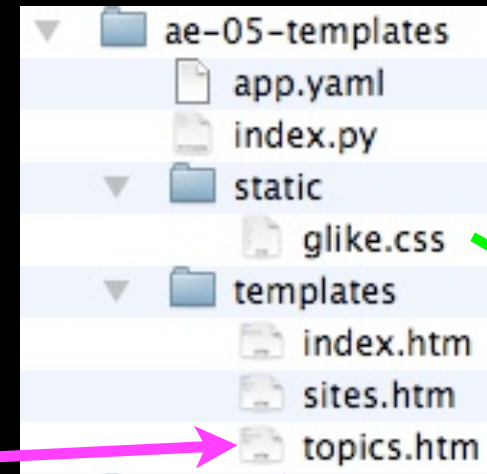 ae-05-templates
app.yaml
index.py
static
glike.css
templates
index.htm
sites.htm
topics.htm